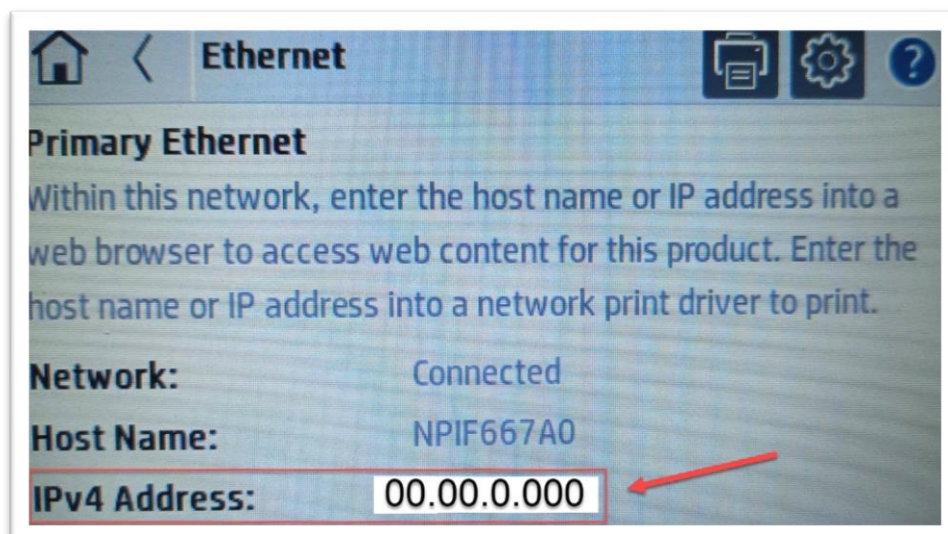 Ethernet
?
Primary Ethernet
Within this network, enter the host name or IP address into a
web browser to access web content for this product. Enter the
host name or IP address into a network print driver to print.
Network: Connected
Host Name: NPIF667A0
IPv4 Address: 00.00.0.000